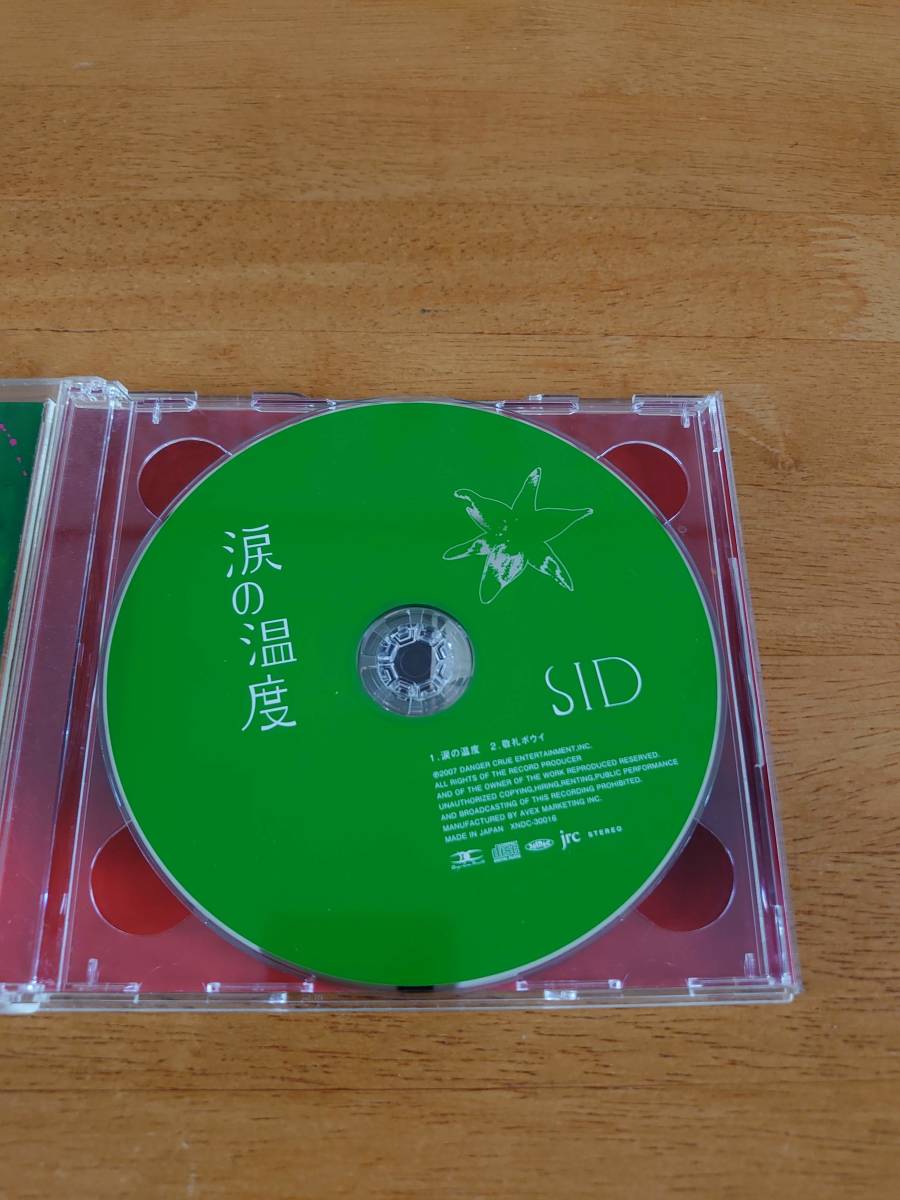 涙の温度
SID
1. 涙の温度 2. 敬礼ボウイ
℗2007 DANGER CRUE ENTERTAINMENT,INC.
ALL RIGHTS OF THE RECORD PRODUCER
AND OF THE OWNER OF THE WORK REPRODUCED RESERVED.
UNAUTHORIZED COPYING,HIRING,RENTING,PUBLIC PERFORMANCE
AND BROADCASTING OF THIS RECORDING PROHIBITED.
MANUFACTURED BY AVEX MARKETING INC.
MADE IN JAPAN XNDC-30016
jrc STEREO